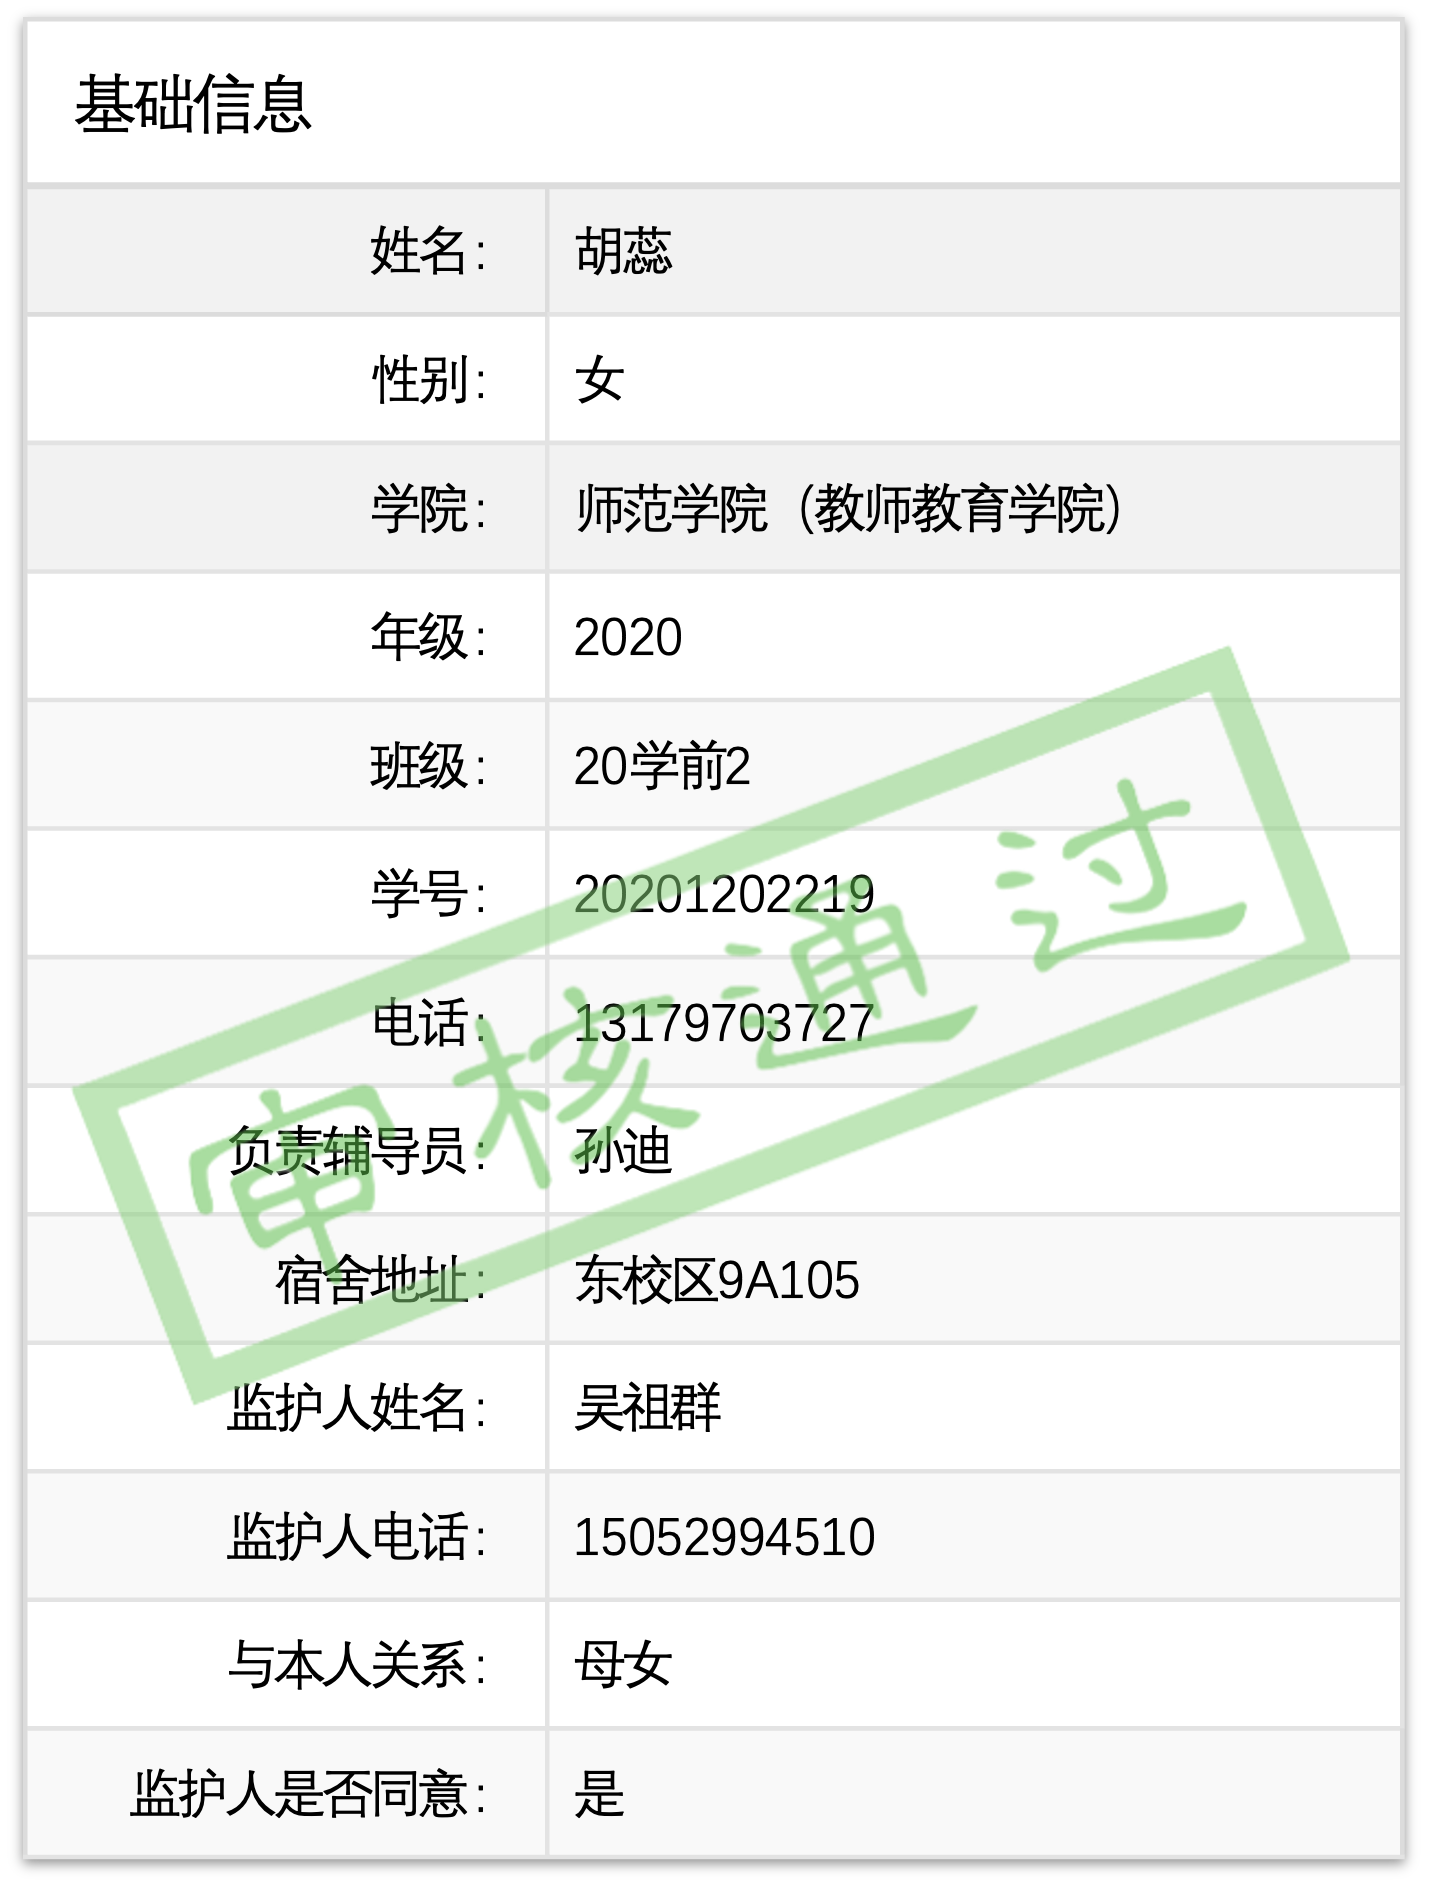 基础信息
姓名: 胡蕊
性别: 女
学院: 师范学院（教师教育学院）
年级: 2020
班级: 20学前2
学号: 20201202219
电话: 13179703727
负责辅导员: 孙迪
宿舍地址: 东校区9A105
监护人姓名: 吴祖群
监护人电话: 15052994510
与本人关系: 母女
监护人是否同意: 是
审核通过